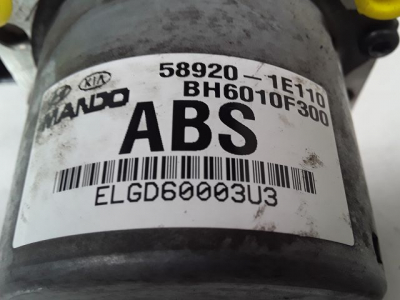 KIA 58920-1E110
MANDO BH6010F300
ABS
ELGD60003U3